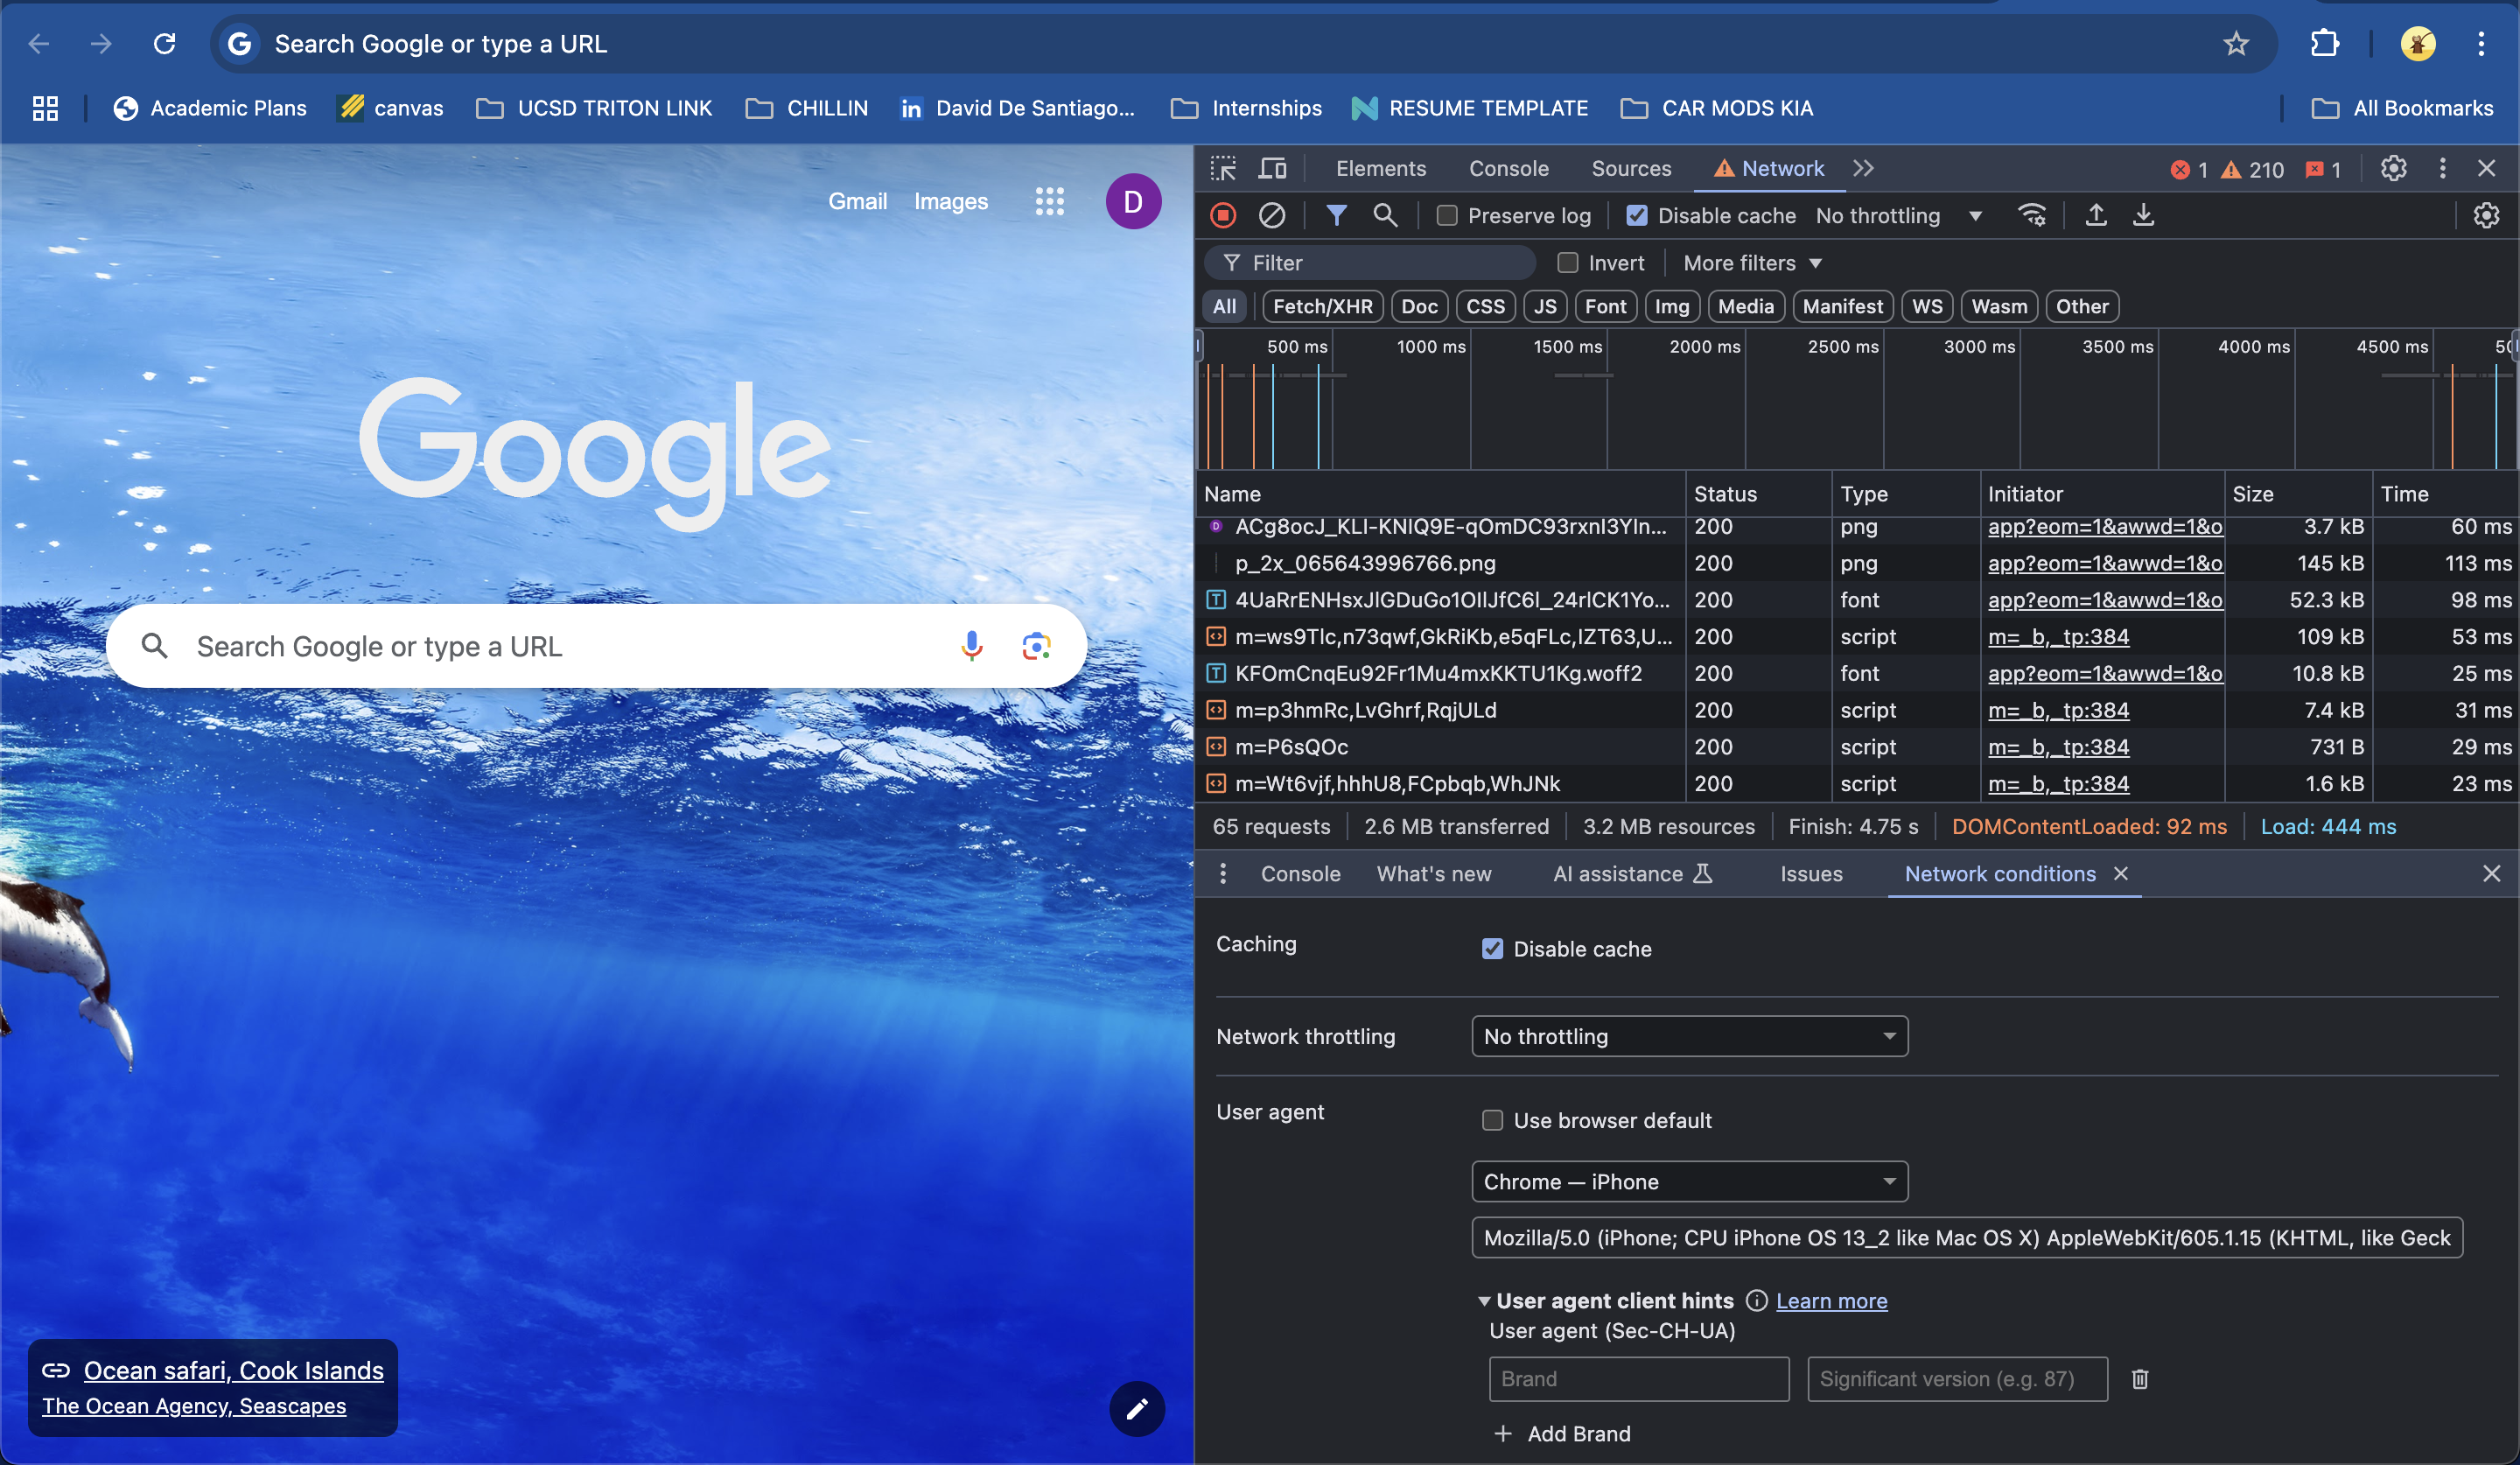 Search Google or type a URL
Academic Plans canvas UCSD TRITON LINK CHILLIN David De Santiago... Internships RESUME TEMPLATE CAR MODS KIA All Bookmarks
Gmail Images D
Google
Search Google or type a URL
Ocean safari, Cook Islands
The Ocean Agency, Seascapes
Elements Console Sources Network 1 210 1
Preserve log Disable cache No throttling
Filter Invert More filters
All Fetch/XHR Doc CSS JS Font Img Media Manifest WS Wasm Other
500 ms 1000 ms 1500 ms 2000 ms 2500 ms 3000 ms 3500 ms 4000 ms 4500 ms
Name Status Type Initiator Size Time
ACg8ocJ_KLI-KNIQ9E-qOmDC93rxnI3YIn... 200 png app?eom=1&awwd=1&o 3.7 kB 60 ms
p_2x_065643996766.png 200 png app?eom=1&awwd=1&o 145 kB 113 ms
4UaRrENHsxJlGDuGo1OIlJfC6l_24rlCK1Yo... 200 font app?eom=1&awwd=1&o 52.3 kB 98 ms
m=ws9Tlc,n73qwf,GkRiKb,e5qFLc,IZT63,U... 200 script m=_b,_tp:384 109 kB 53 ms
KFOmCnqEu92Fr1Mu4mxKKTU1Kg.woff2 200 font app?eom=1&awwd=1&o 10.8 kB 25 ms
m=p3hmRc,LvGhrf,RqjULd 200 script m=_b,_tp:384 7.4 kB 31 ms
m=P6sQOc 200 script m=_b,_tp:384 731 B 29 ms
m=Wt6vjf,hhhU8,FCpbqb,WhJNk 200 script m=_b,_tp:384 1.6 kB 23 ms
65 requests 2.6 MB transferred 3.2 MB resources Finish: 4.75 s DOMContentLoaded: 92 ms Load: 444 ms
Console What's new AI assistance Issues Network conditions
Caching Disable cache
Network throttling No throttling
User agent Use browser default
Chrome — iPhone
Mozilla/5.0 (iPhone; CPU iPhone OS 13_2 like Mac OS X) AppleWebKit/605.1.15 (KHTML, like Geck
User agent client hints Learn more
User agent (Sec-CH-UA)
Brand Significant version (e.g. 87)
+ Add Brand